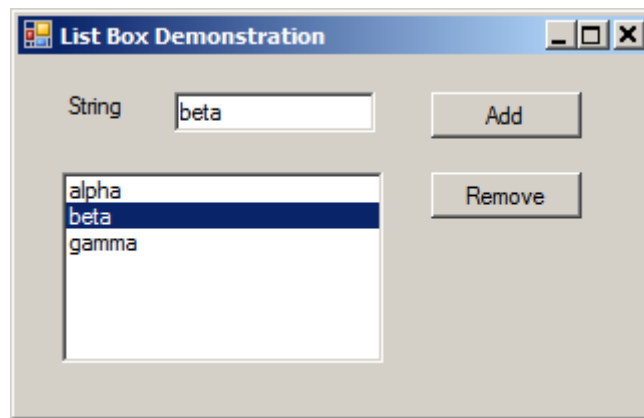 List Box Demonstration
String
beta
Add
alpha
beta
gamma
Remove